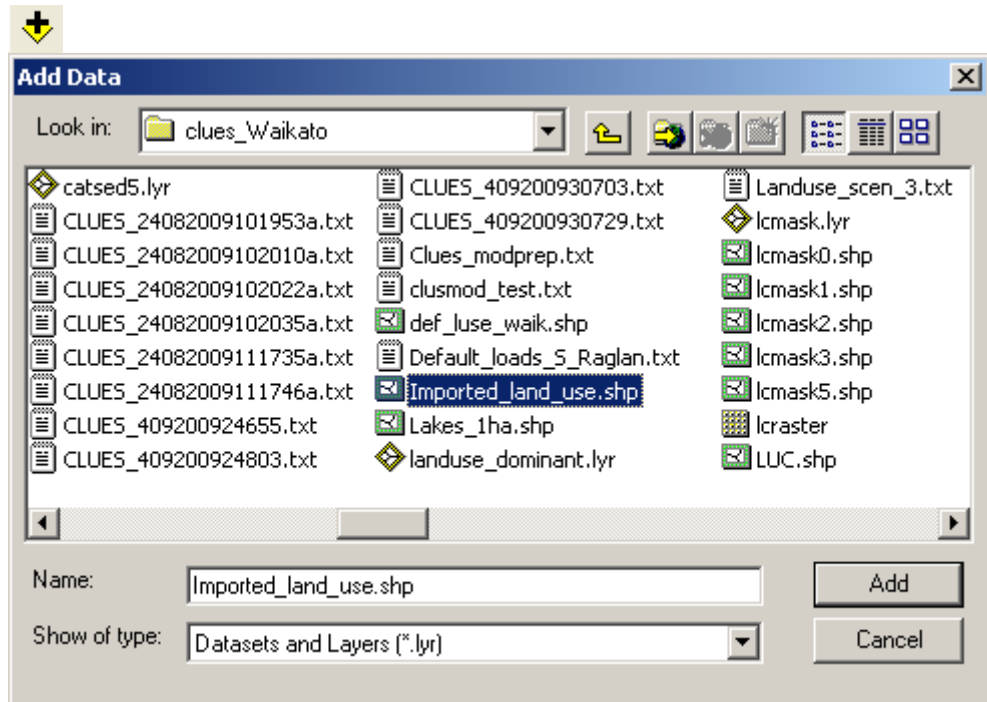 Add Data
Look in: clues_Waikato
catsed5.lyr
CLUES_24082009101953a.txt
CLUES_24082009102010a.txt
CLUES_24082009102022a.txt
CLUES_24082009102035a.txt
CLUES_24082009111735a.txt
CLUES_24082009111746a.txt
CLUES_409200924655.txt
CLUES_409200924803.txt
CLUES_409200930703.txt
CLUES_409200930729.txt
Clues_modprep.txt
clusmod_test.txt
def_luse_waik.shp
Default_loads_S_Raglan.txt
Imported_land_use.shp
Lakes_1ha.shp
landuse_dominant.lyr
Landuse_scen_3.txt
lcmask.lyr
lcmask0.shp
lcmask1.shp
lcmask2.shp
lcmask3.shp
lcmask5.shp
lcraster
LUC.shp
Name: Imported_land_use.shp
Add
Show of type: Datasets and Layers (*.lyr)
Cancel